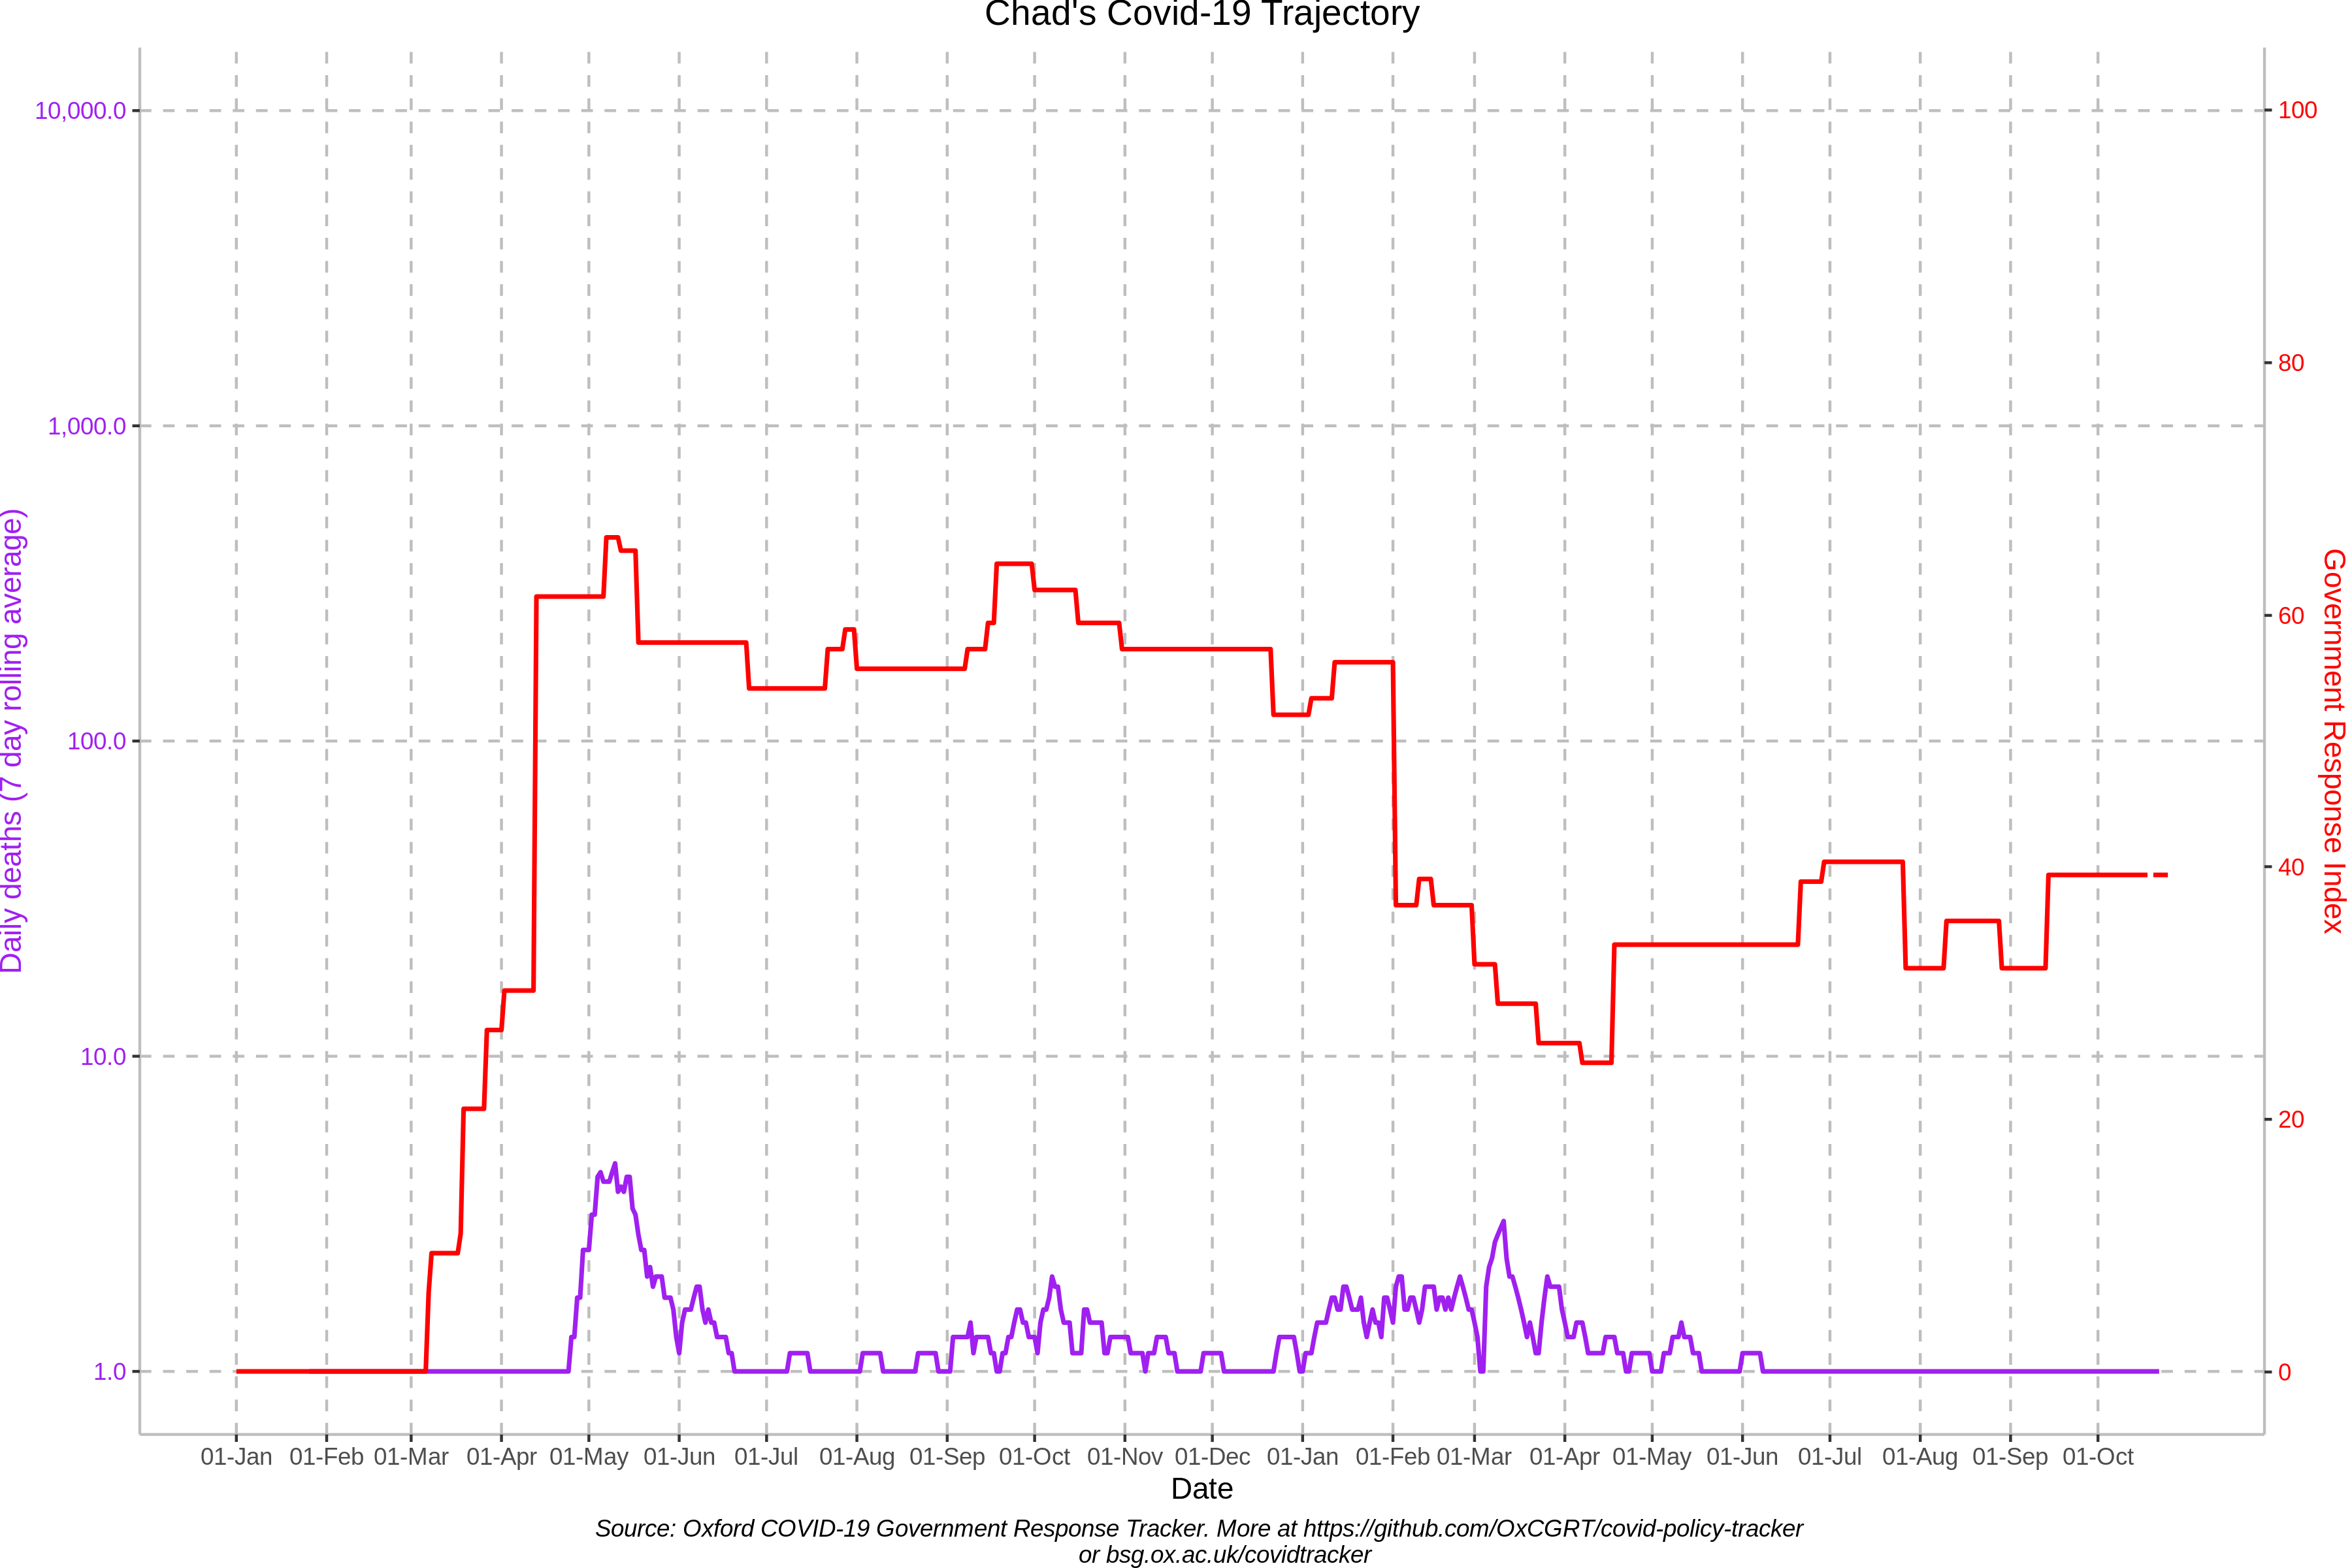 Chad's Covid-19 Trajectory
10,000.0
1,000.0
100.0
10.0
1.0
Daily deaths (7 day rolling average)
100
80
60
40
20
0
Government Response Index
01-Jan 01-Feb 01-Mar 01-Apr 01-May 01-Jun 01-Jul 01-Aug 01-Sep 01-Oct 01-Nov 01-Dec 01-Jan 01-Feb 01-Mar 01-Apr 01-May 01-Jun 01-Jul 01-Aug 01-Sep 01-Oct
Date
Source: Oxford COVID-19 Government Response Tracker. More at https://github.com/OxCGRT/covid-policy-tracker
or bsg.ox.ac.uk/covidtracker